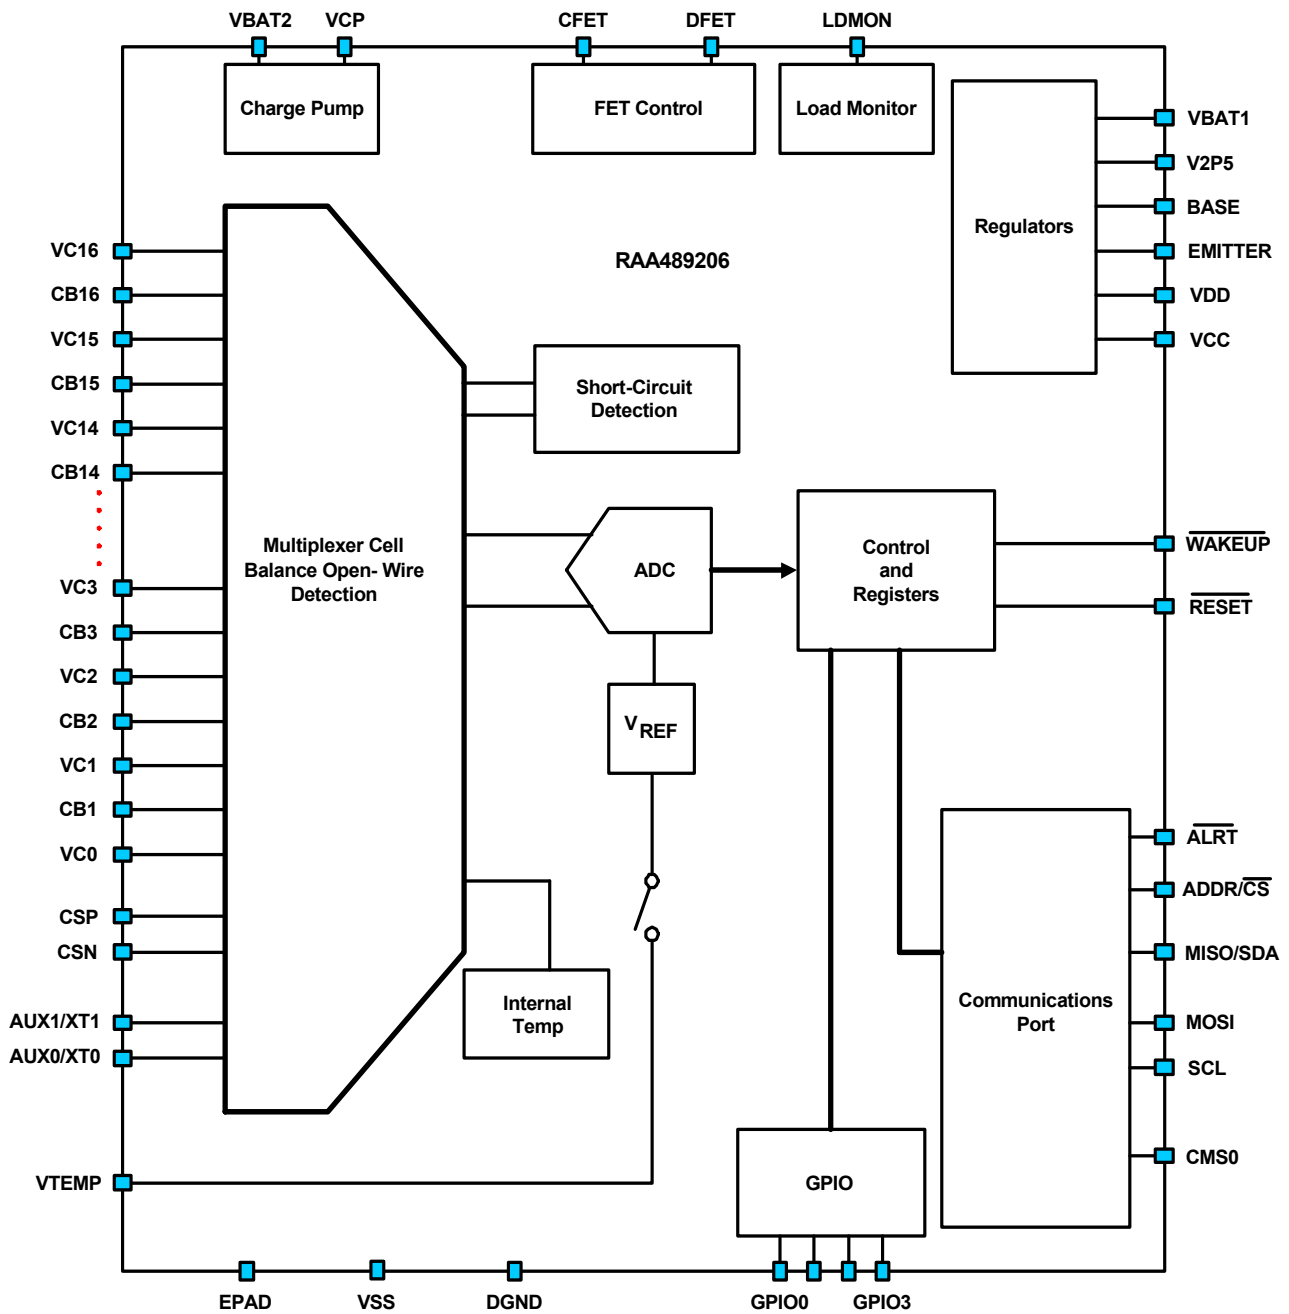 VBAT2 VCP CFET DFET LDMON
Charge Pump
FET Control
Load Monitor
VBAT1
V2P5
BASE
EMITTER
VDD
VCC
Regulators
RAA489206
VC16
CB16
VC15
CB15
VC14
CB14
VC3
CB3
VC2
CB2
VC1
CB1
VC0
CSP
CSN
AUX1/XT1
AUX0/XT0
VTEMP
Multiplexer Cell
Balance Open- Wire
Detection
Short-Circuit
Detection
ADC
Control
and
Registers
WAKEUP
RESET
VREF
Internal
Temp
Communications
Port
ALRT
ADDR/CS
MISO/SDA
MOSI
SCL
CMS0
GPIO
EPAD VSS DGND GPIO0 GPIO3